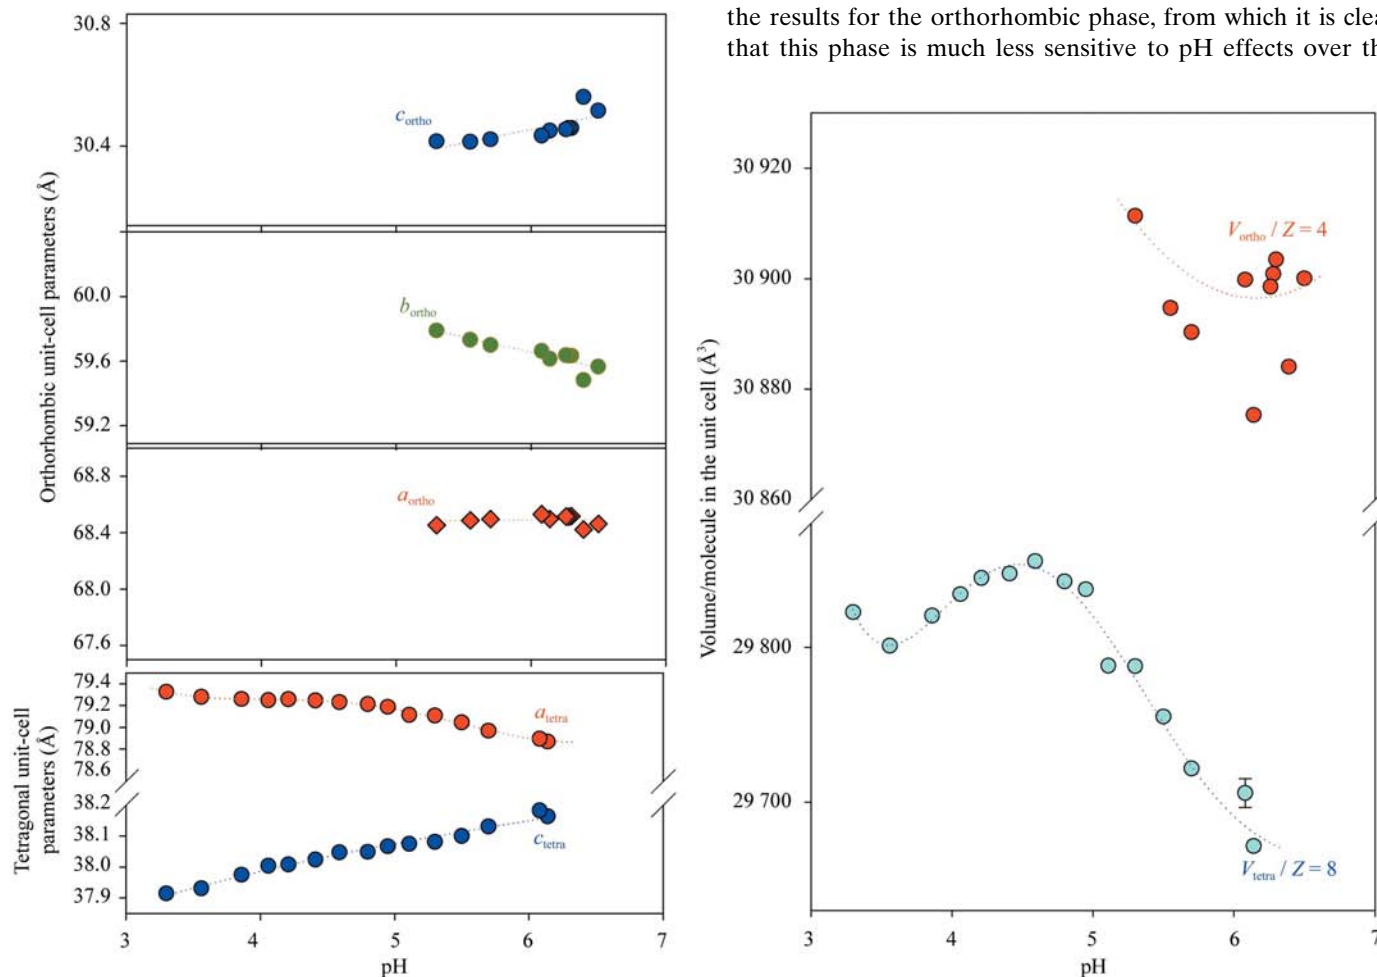 the results for the orthorhombic phase, from which it is clea
that this phase is much less sensitive to pH effects over th
Orthorhombic unit-cell parameters (Å)
30.8
30.4
c ortho
60.0
59.6
59.2
b ortho
68.8
68.4
68.0
67.6
a ortho
Tetragonal unit-cell
parameters (Å)
79.4
79.2
79.0
78.8
78.6
a tetra
38.2
38.1
38.0
37.9
c tetra
3 4 5 6 7
pH
Volume/molecule in the unit cell (Å³)
30 920
30 900
30 880
30 860
29 800
29 700
V ortho / Z = 4
V tetra / Z = 8
4 5 6 7
pH